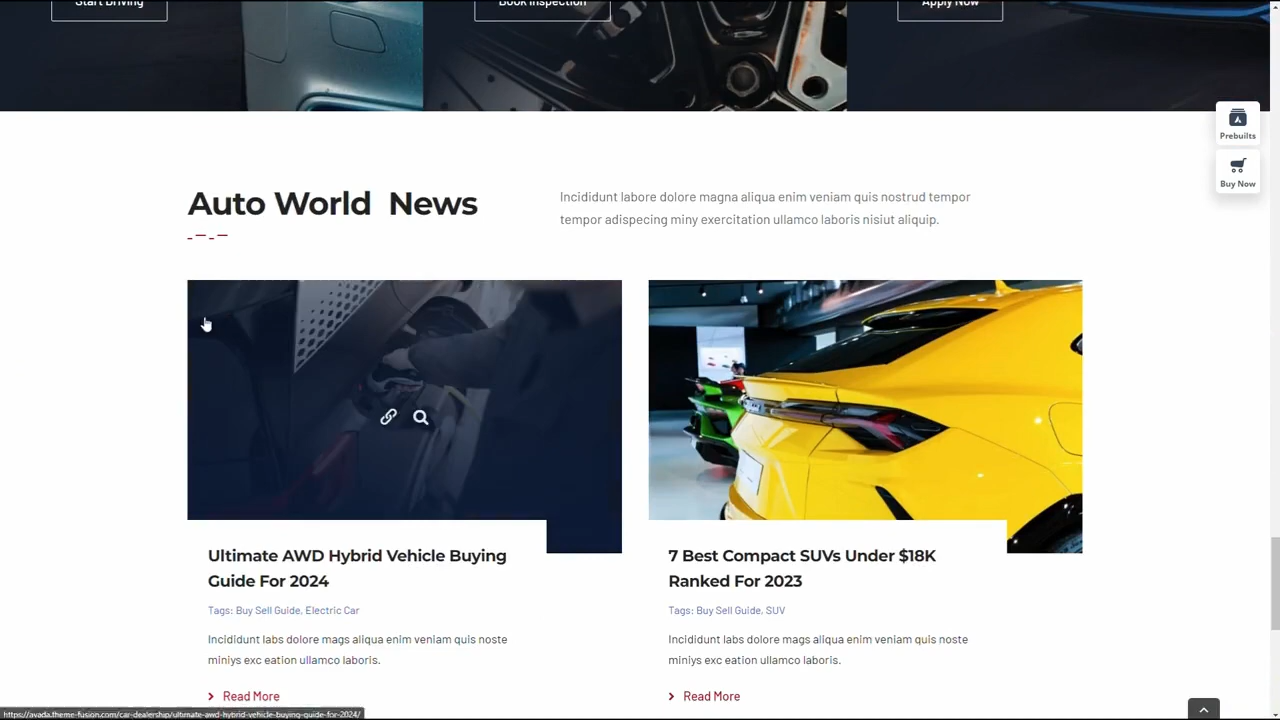 Start Driving
Book Inspection
Apply Now
Prebuilts
Buy Now
Auto World News
Incididunt labore dolore magna aliqua enim veniam quis nostrud tempor
tempor adispecing miny exercitation ullamco laboris nisiut aliquip.
Ultimate AWD Hybrid Vehicle Buying
Guide For 2024
Tags: Buy Sell Guide, Electric Car
Incididunt labs dolore mags aliqua enim veniam quis noste
miniys exc eation ullamco laboris.
Read More
7 Best Compact SUVs Under $18K
Ranked For 2023
Tags: Buy Sell Guide, SUV
Incididunt labs dolore mags aliqua enim veniam quis noste
miniys exc eation ullamco laboris.
Read More
https://avada.theme-fusion.com/car-dealership/ultimate-awd-hybrid-vehicle-buying-guide-for-2024/